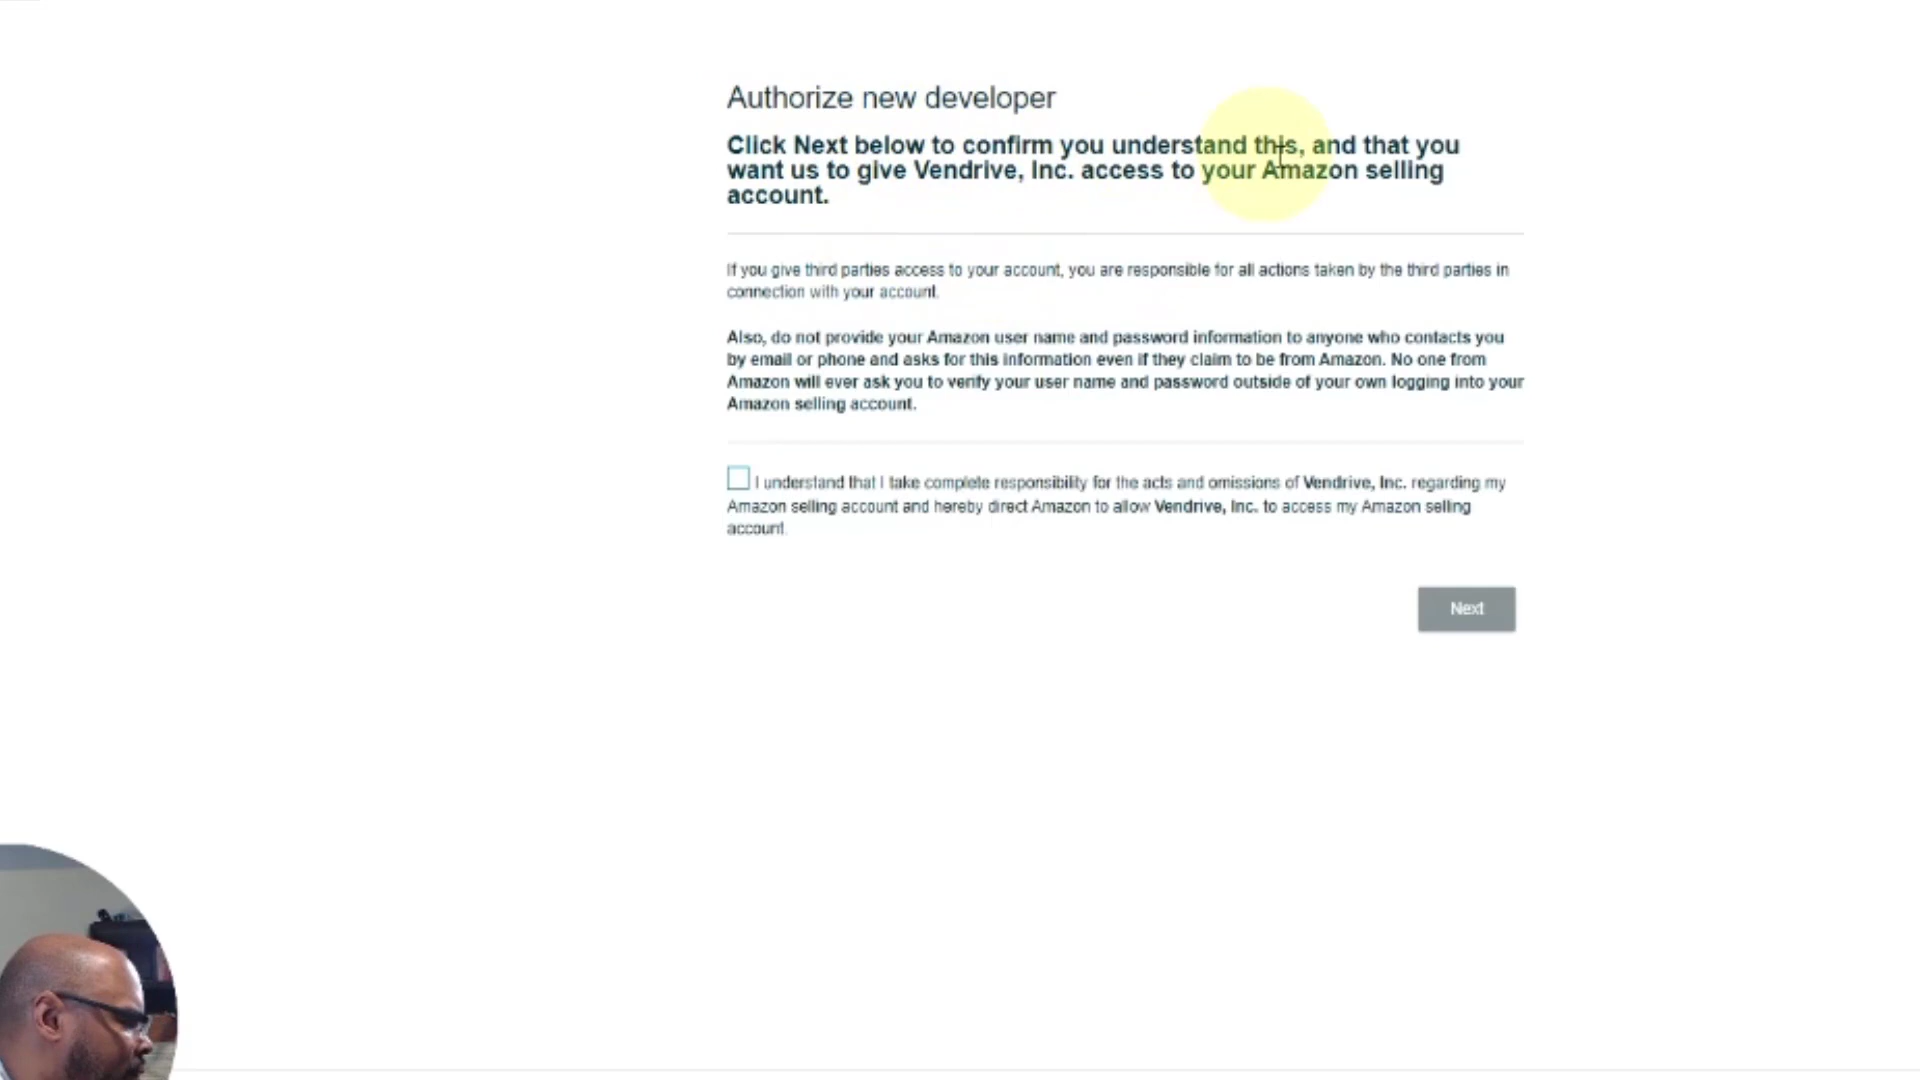 Authorize new developer
Click Next below to confirm you understand this, and that you
want us to give Vendrive, Inc. access to your Amazon selling
account.
If you give third parties access to your account, you are responsible for all actions taken by the third parties in
connection with your account.
Also, do not provide your Amazon user name and password information to anyone who contacts you
by email or phone and asks for this information even if they claim to be from Amazon. No one from
Amazon will ever ask you to verify your user name and password outside of your own logging into your
Amazon selling account.
I understand that I take complete responsibility for the acts and omissions of Vendrive, Inc. regarding my
Amazon selling account and hereby direct Amazon to allow Vendrive, Inc. to access my Amazon selling
account.
Next